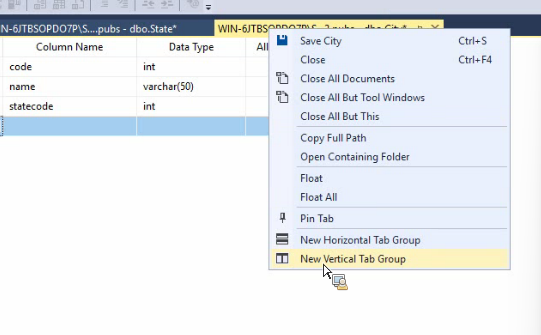 N-6JTBSOPDO7P\S....pubs - dbo.State*
WIN-6JTBSOPDO7P\S...?.pubs - dbo.City*
Column Name
Data Type
All
code
int
name
varchar(50)
statecode
int
Save City
Ctrl+S
Close
Ctrl+F4
Close All Documents
Close All But Tool Windows
Close All But This
Copy Full Path
Open Containing Folder
Float
Float All
Pin Tab
New Horizontal Tab Group
New Vertical Tab Group